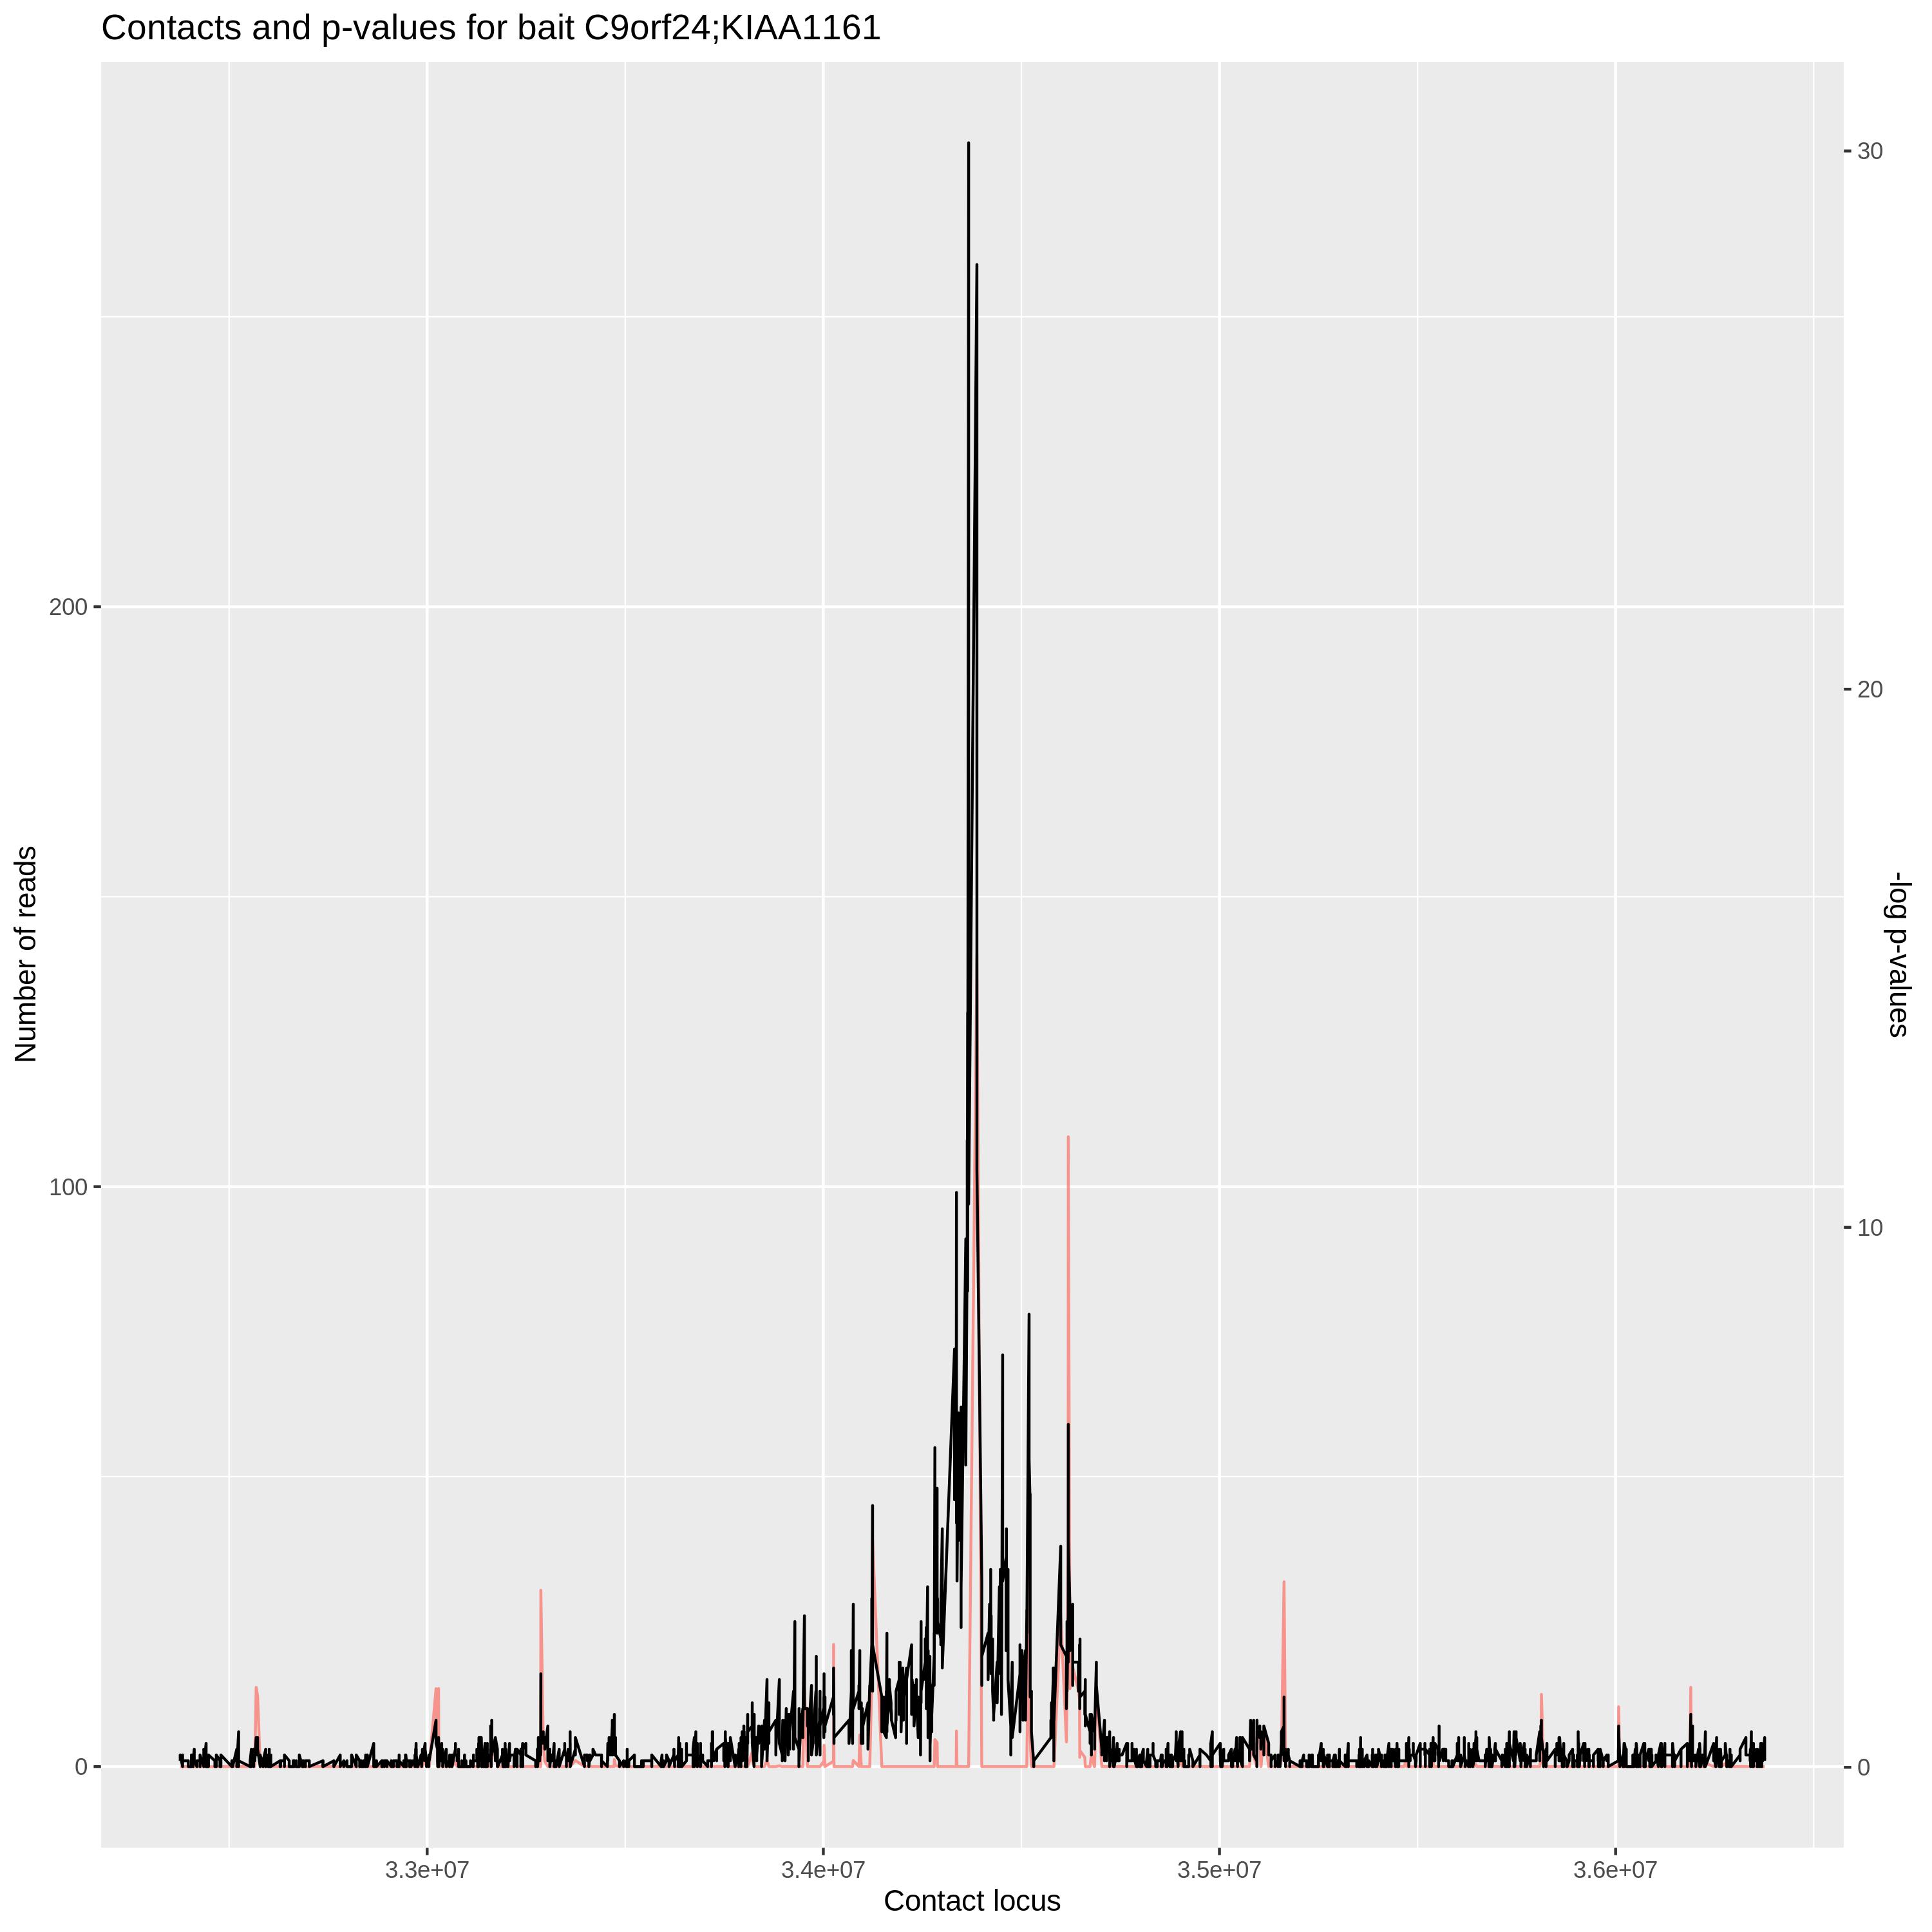 Contacts and p-values for bait C9orf24;KIAA1161
30
20
10
0
200
100
0
Number of reads
-log p-values
3.3e+07 3.4e+07 3.5e+07 3.6e+07
Contact locus